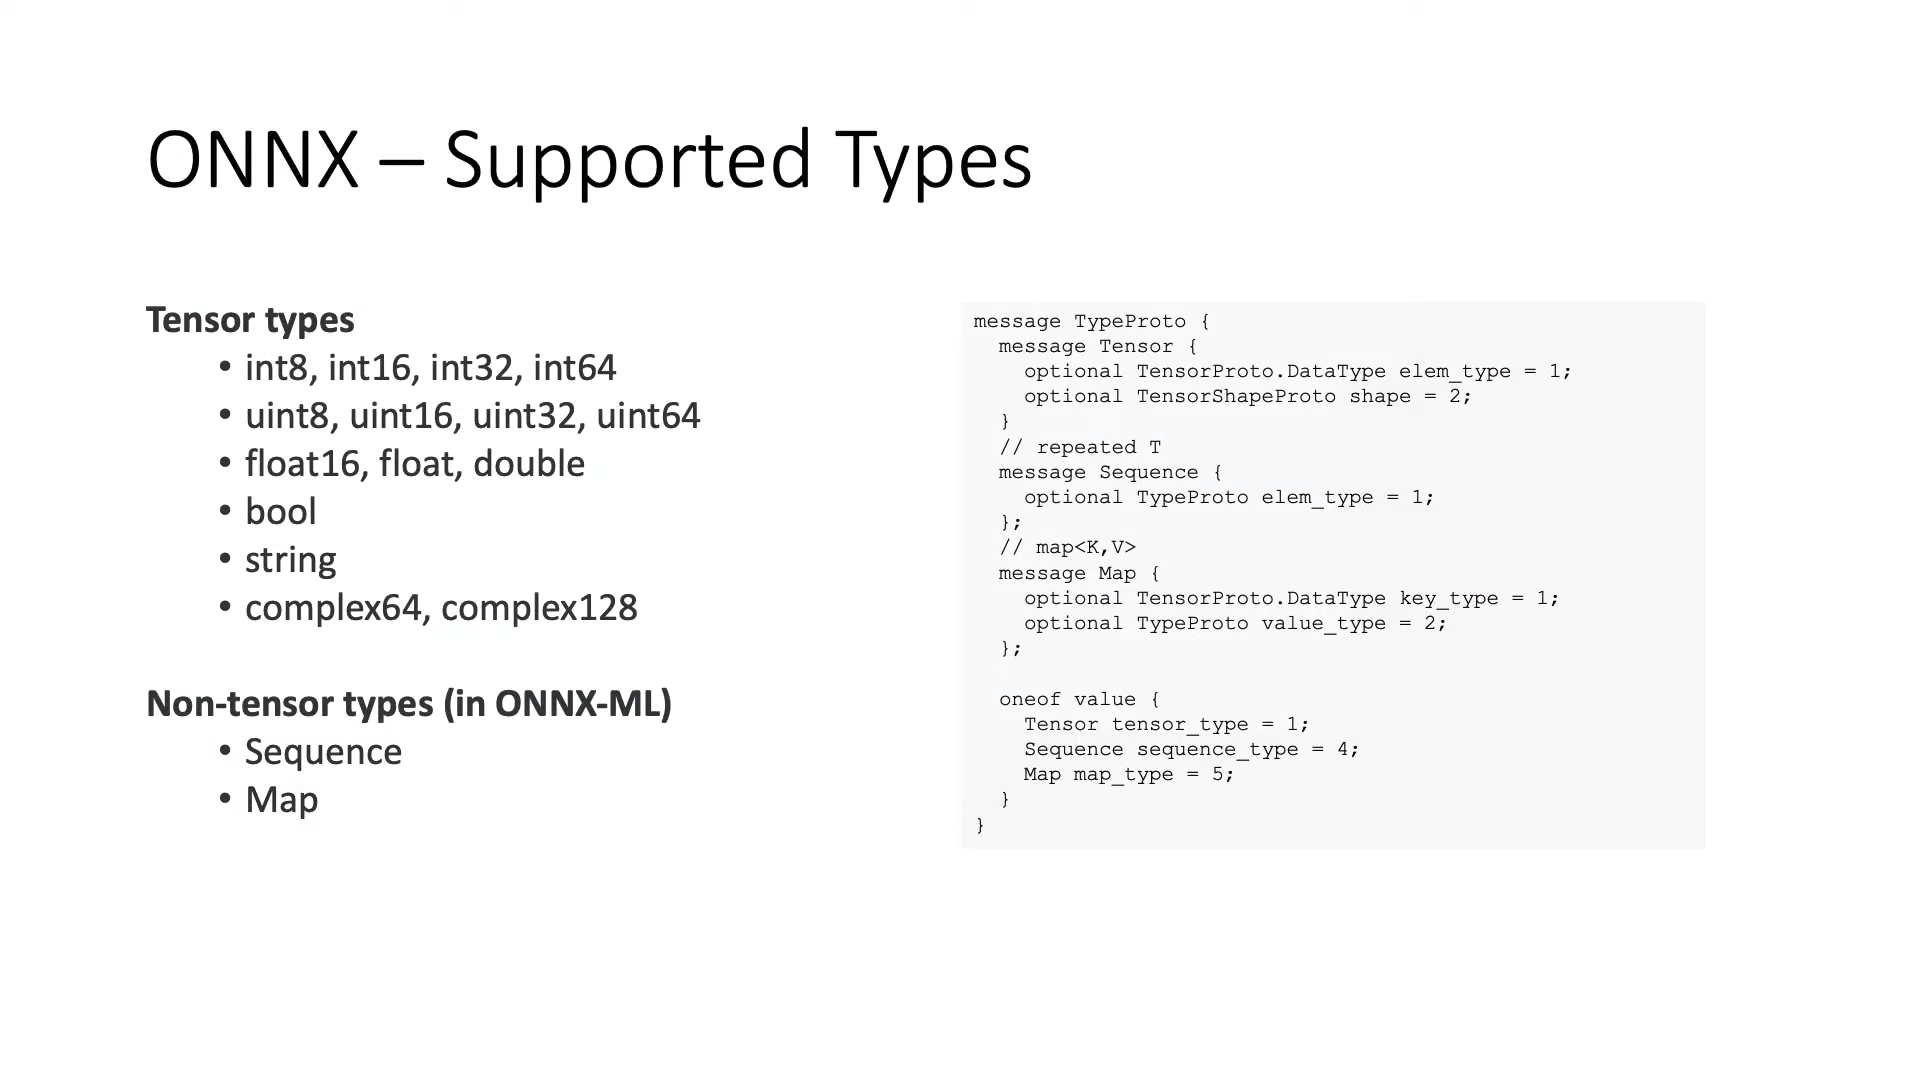 ONNX – Supported Types
Tensor types
• int8, int16, int32, int64
• uint8, uint16, uint32, uint64
• float16, float, double
• bool
• string
• complex64, complex128
Non-tensor types (in ONNX-ML)
• Sequence
• Map
message TypeProto {
  message Tensor {
    optional TensorProto.DataType elem_type = 1;
    optional TensorShapeProto shape = 2;
  }
  // repeated T
  message Sequence {
    optional TypeProto elem_type = 1;
  };
  // map<K,V>
  message Map {
    optional TensorProto.DataType key_type = 1;
    optional TypeProto value_type = 2;
  };
  oneof value {
    Tensor tensor_type = 1;
    Sequence sequence_type = 4;
    Map map_type = 5;
  }
}